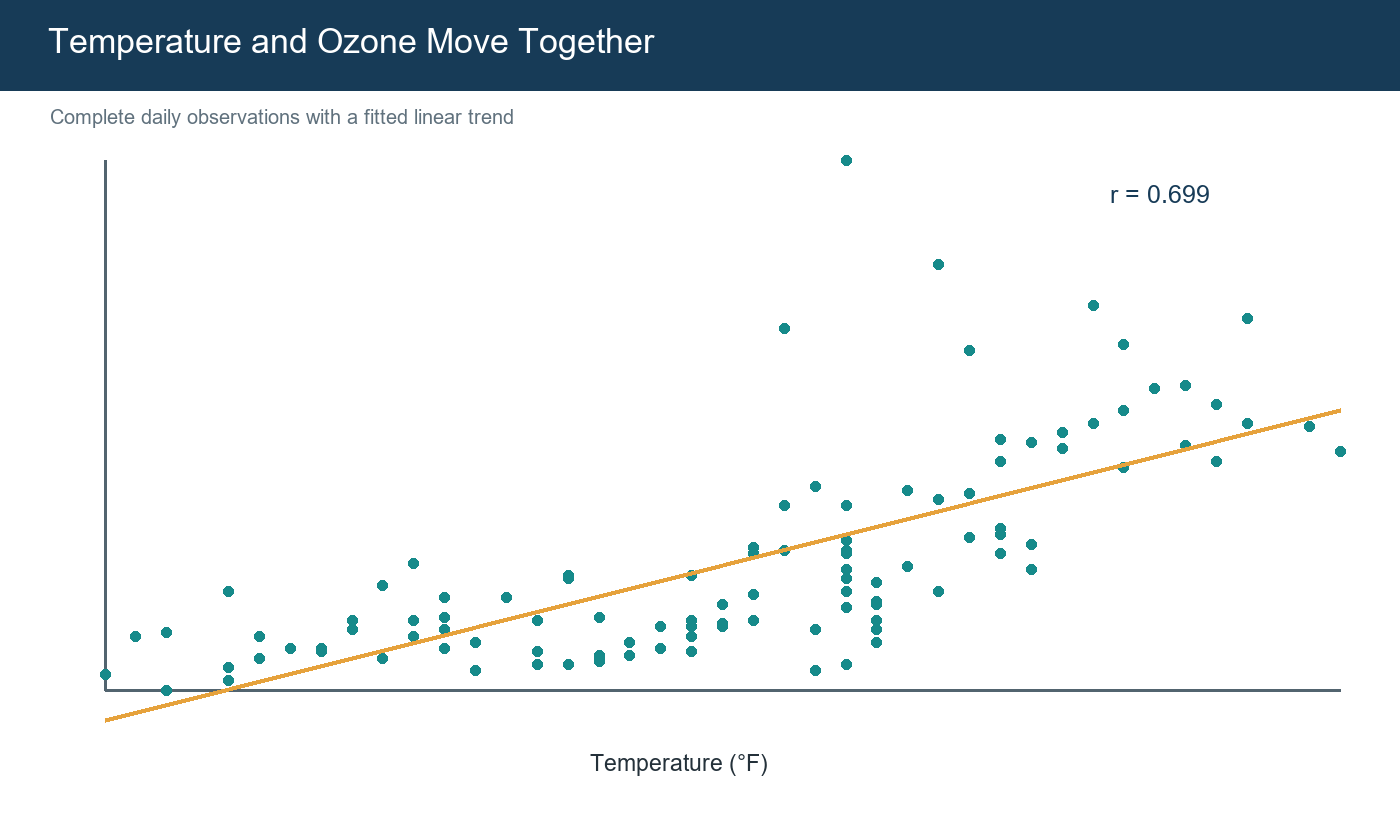 Temperature and Ozone Move Together
Complete daily observations with a fitted linear trend
r = 0.699
Temperature (°F)